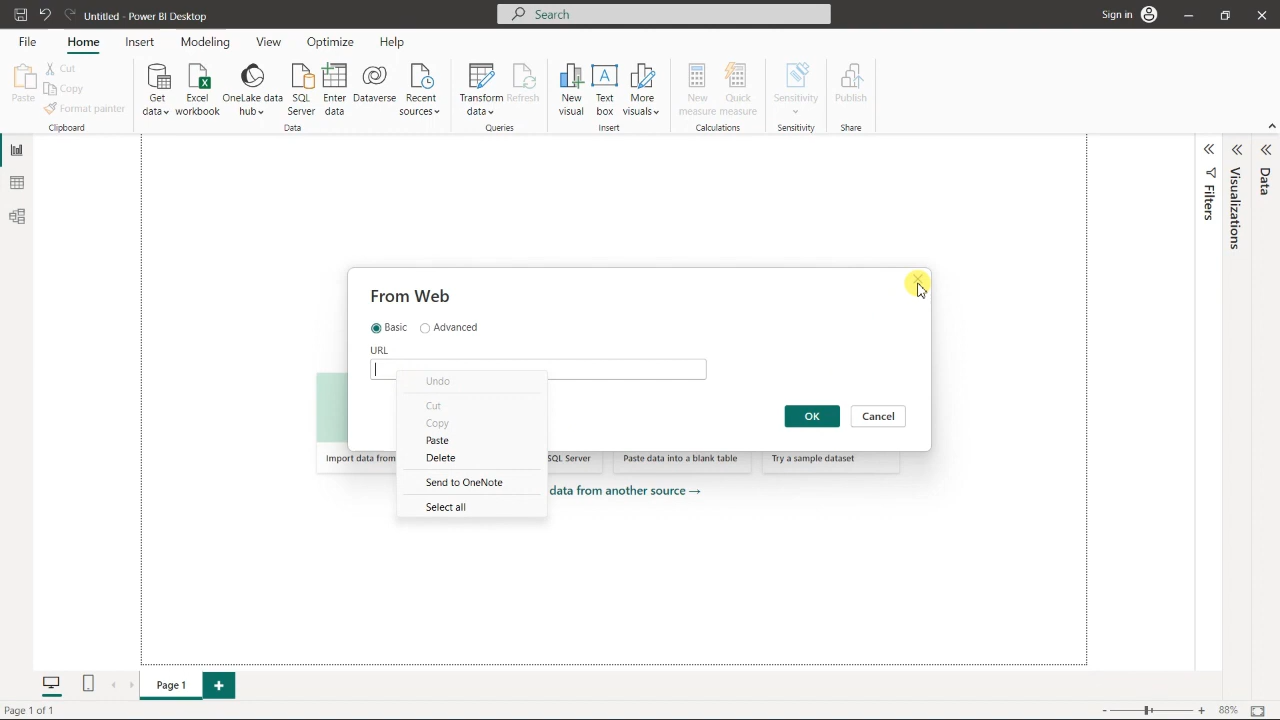 Untitled - Power BI Desktop
Search
Sign in
File Home Insert Modeling View Optimize Help
Paste
Cut
Copy
Format painter
Clipboard
Get data
Excel workbook
OneLake data hub
SQL Server
Enter data
Dataverse
Recent sources
Data
Transform data
Refresh
Queries
New visual
Text box
More visuals
Insert
New measure
Quick measure
Calculations
Sensitivity
Sensitivity
Publish
Share
Filters
Visualizations
Data
From Web
Basic Advanced
URL
Undo
Cut
Copy
Paste
Delete
Send to OneNote
Select all
OK Cancel
Import data from
SQL Server
Paste data into a blank table
Try a sample dataset
data from another source →
Page 1
Page 1 of 1
88%